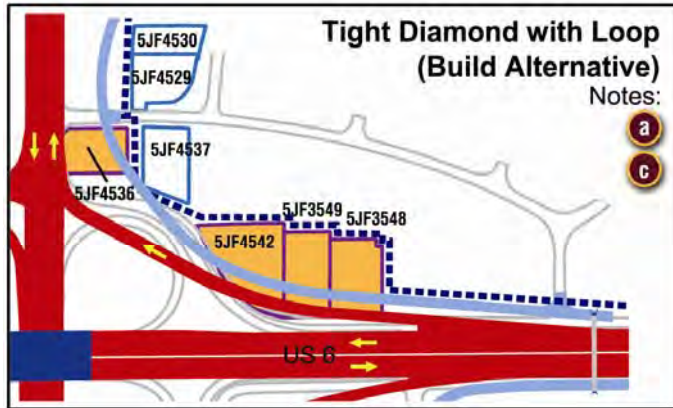 Tight Diamond with Loop
(Build Alternative)
Notes:
a
c
5JF4530
5JF4529
5JF4537
5JF4536
5JF3549
5JF3548
5JF4542
US 6